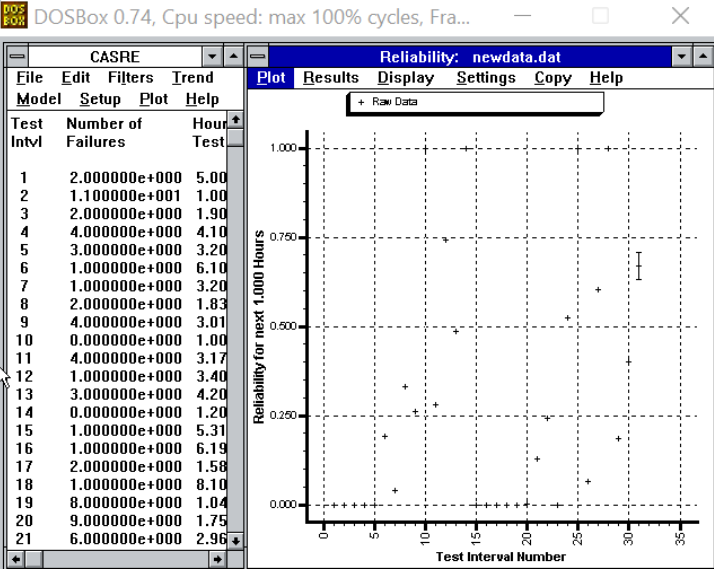 DOSBox 0.74, Cpu speed: max 100% cycles, Fra...
CASRE
File Edit Filters Trend
Model Setup Plot Help
Test Number of Hour
Intvl Failures Test
1 2.000000e+000 5.00
2 1.100000e+001 1.00
3 2.000000e+000 1.90
4 4.000000e+000 4.10
5 3.000000e+000 3.20
6 1.000000e+000 6.10
7 1.000000e+000 3.20
8 2.000000e+000 1.83
9 4.000000e+000 3.01
10 0.000000e+000 1.00
11 4.000000e+000 3.17
12 1.000000e+000 3.40
13 3.000000e+000 4.20
14 0.000000e+000 1.20
15 1.000000e+000 5.31
16 1.000000e+000 6.19
17 2.000000e+000 1.58
18 1.000000e+000 8.10
19 8.000000e+000 1.04
20 9.000000e+000 1.75
21 6.000000e+000 2.96
Reliability: newdata.dat
Plot Results Display Settings Copy Help
Raw Data
Reliability for next 1.000 Hours
1.000
0.750
0.500
0.250
0.000
0 5 10 15 20 25 30 35
Test Interval Number